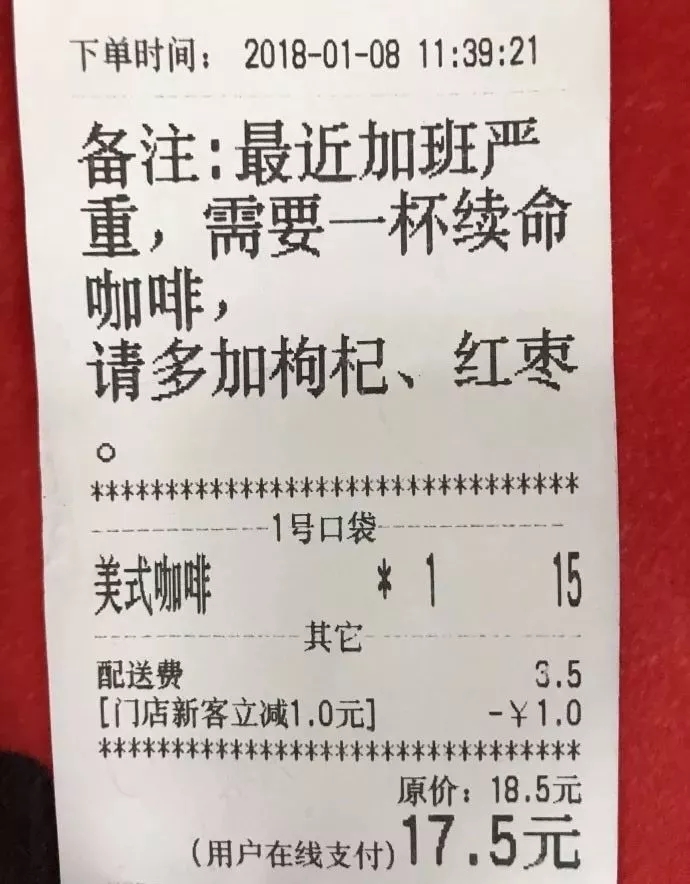 下单时间： 2018-01-08 11:39:21
备注:最近加班严
重，需要一杯续命
咖啡，
请多加枸杞、红枣
。
*********************************
1号口袋
美式咖啡 * 1 15
其它
配送费 3.5
[门店新客立减1.0元] -￥1.0
*********************************
原价：18.5元
(用户在线支付)17.5元